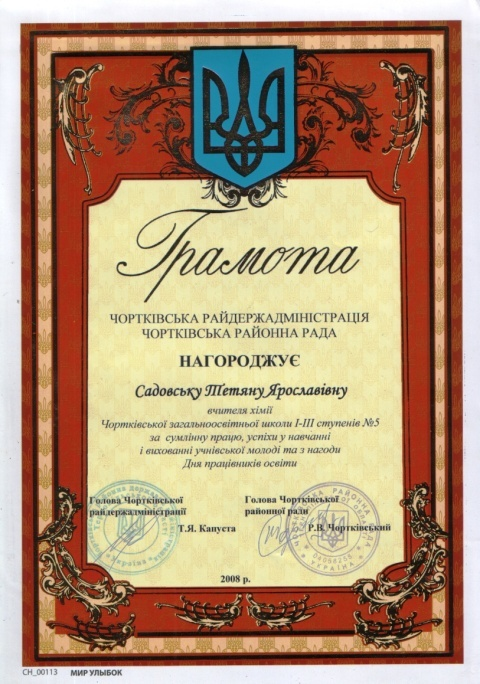 Грамота
ЧОРТКІВСЬКА РАЙДЕРЖАДМІНІСТРАЦІЯ
ЧОРТКІВСЬКА РАЙОННА РАДА
НАГОРОДЖУЄ
Садовську Тетяну Ярославівну
вчителя хімії
Чортківської загальноосвітньої школи І-ІІІ ступенів №5
за сумлінну працю, успіхи у навчанні
і вихованні учнівської молоді та з нагоди
Дня працівників освіти
Голова Чортківської
райдержадміністрації
Т.Я. Капуста
Голова Чортківської
районної ради
Р.В. Чортківський
УКРАЇНА
2008 р.
CH_00113 МИР УЛЫБОК